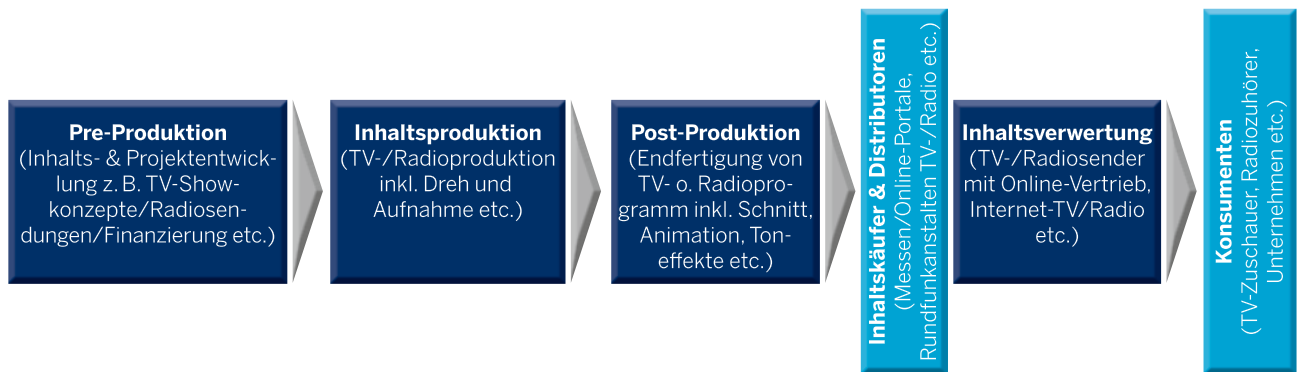 Pre-Produktion
(Inhalts- & Projektentwick-
lung z. B. TV-Show-
konzepte/Radiosen-
dungen/Finanzierung etc.)
Inhaltsproduktion
(TV-/Radioproduktion
inkl. Dreh und
Aufnahme etc.)
Post-Produktion
(Endfertigung von
TV- o. Radiopro-
gramm inkl. Schnitt,
Animation, Ton-
effekte etc.)
Inhaltskäufer & Distributoren
(Messen/Online-Portale,
Rundfunkanstalten TV-/Radio etc.)
Inhaltsverwertung
(TV-/Radiosender
mit Online-Vertrieb,
Internet-TV/Radio
etc.)
Konsumenten
(TV-Zuschauer, Radiozuhörer,
Unternehmen etc.)